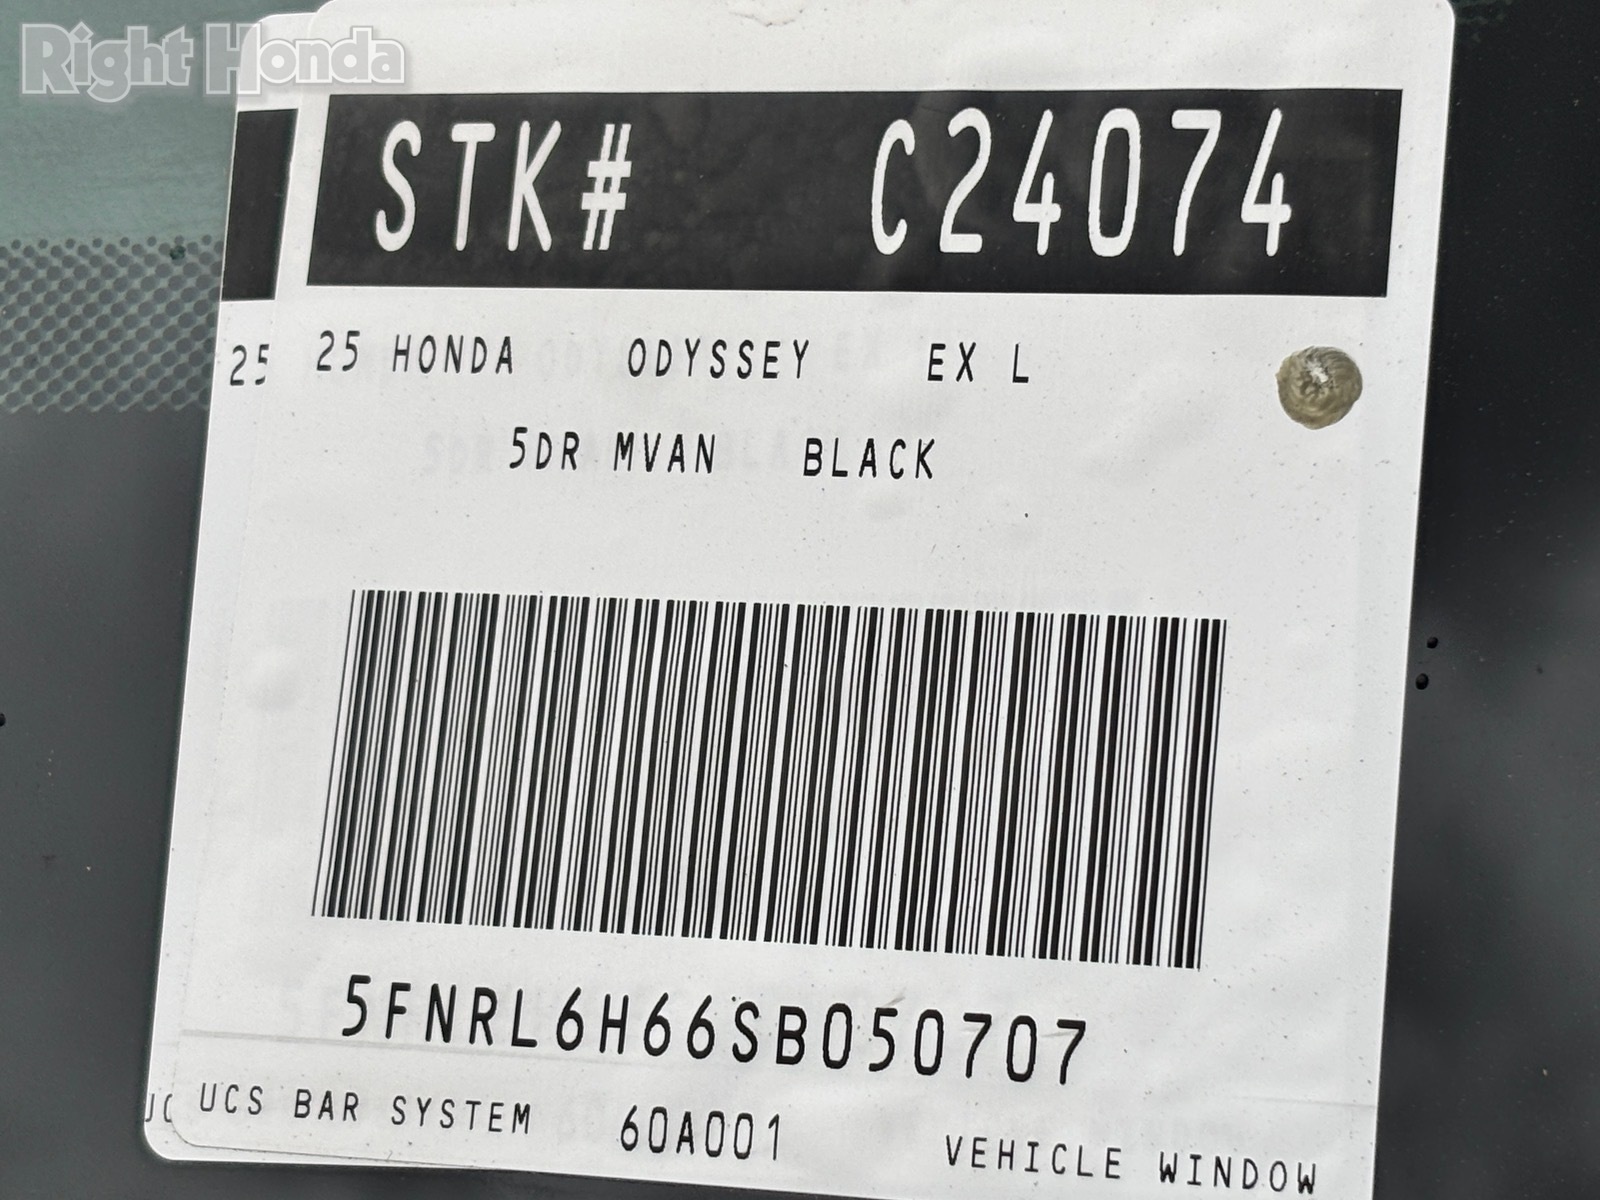 Right Honda
STK# C24074
25 25 HONDA ODYSSEY EX L
5DR MVAN BLACK
5FNRL6H66SB050707
UCS BAR SYSTEM 60A001 VEHICLE WINDOW